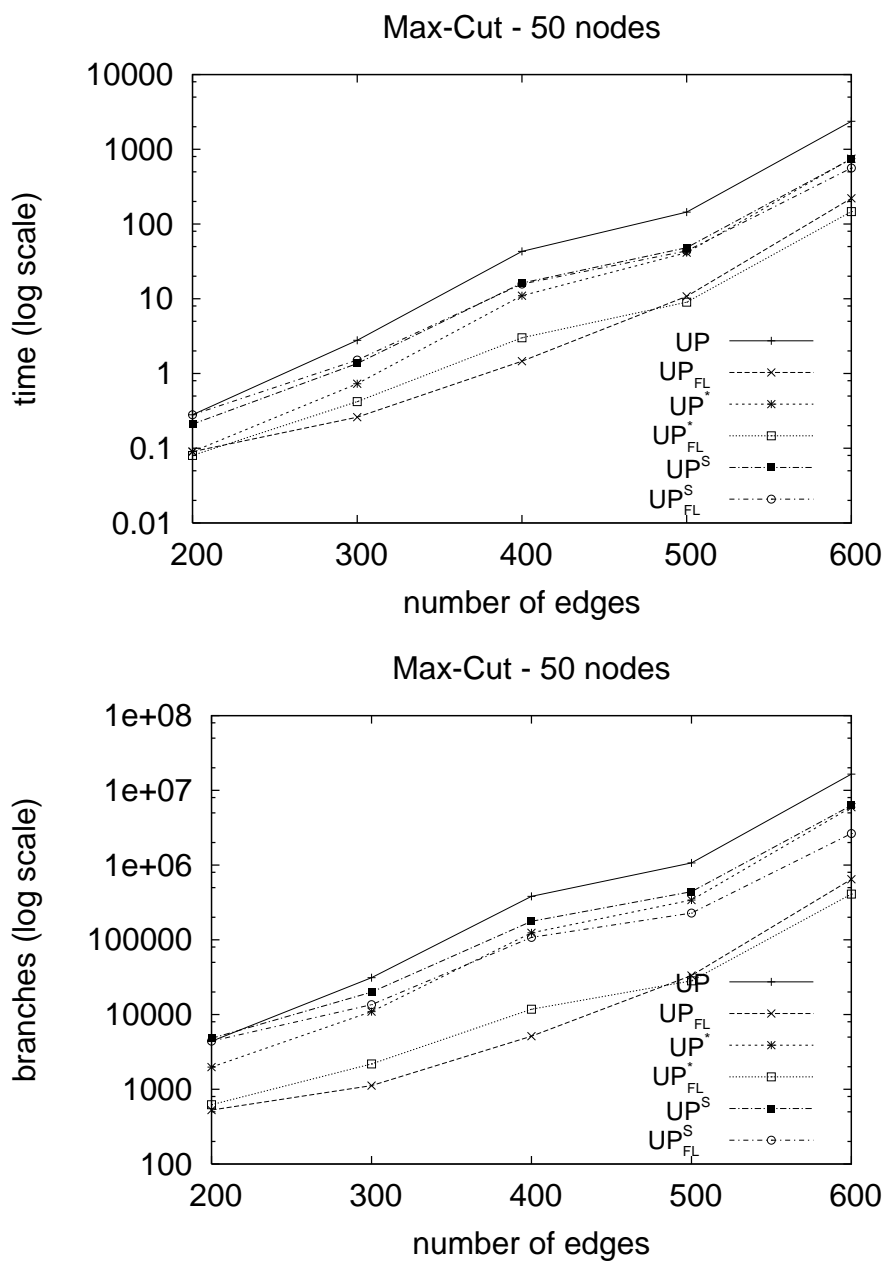 Max-Cut - 50 nodes
10000
1000
100
10
1
0.1
0.01
time (log scale)
UP
UP_FL
UP^*
UP^*_FL
UP^S
UP^S_FL
200 300 400 500 600
number of edges
Max-Cut - 50 nodes
1e+08
1e+07
1e+06
100000
10000
1000
100
branches (log scale)
UP
UP_FL
UP^*
UP^*_FL
UP^S
UP^S_FL
200 300 400 500 600
number of edges